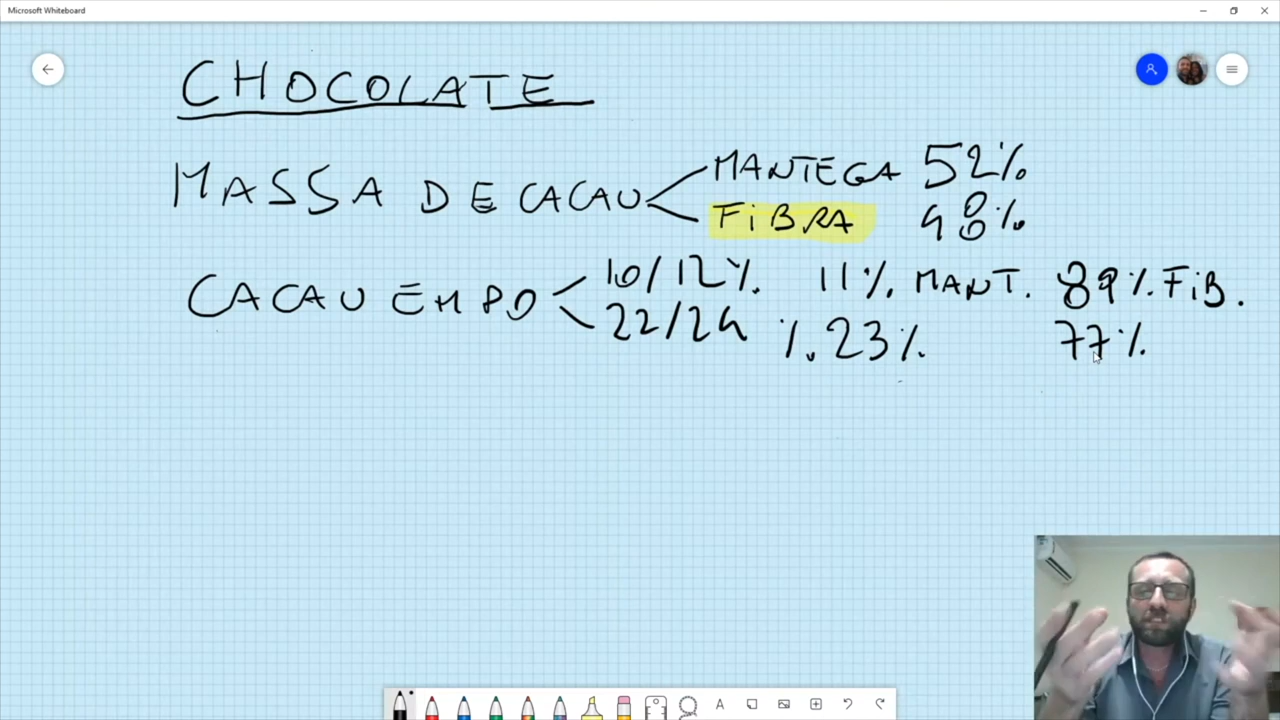 Microsoft Whiteboard
CHOCOLATE
MASSA DE CACAU
MANTEGA 52%
FIBRA 48%
CACAU EM PO
10/12% 11% MANT. 89% FIB.
22/24 %. 23% 77%
A